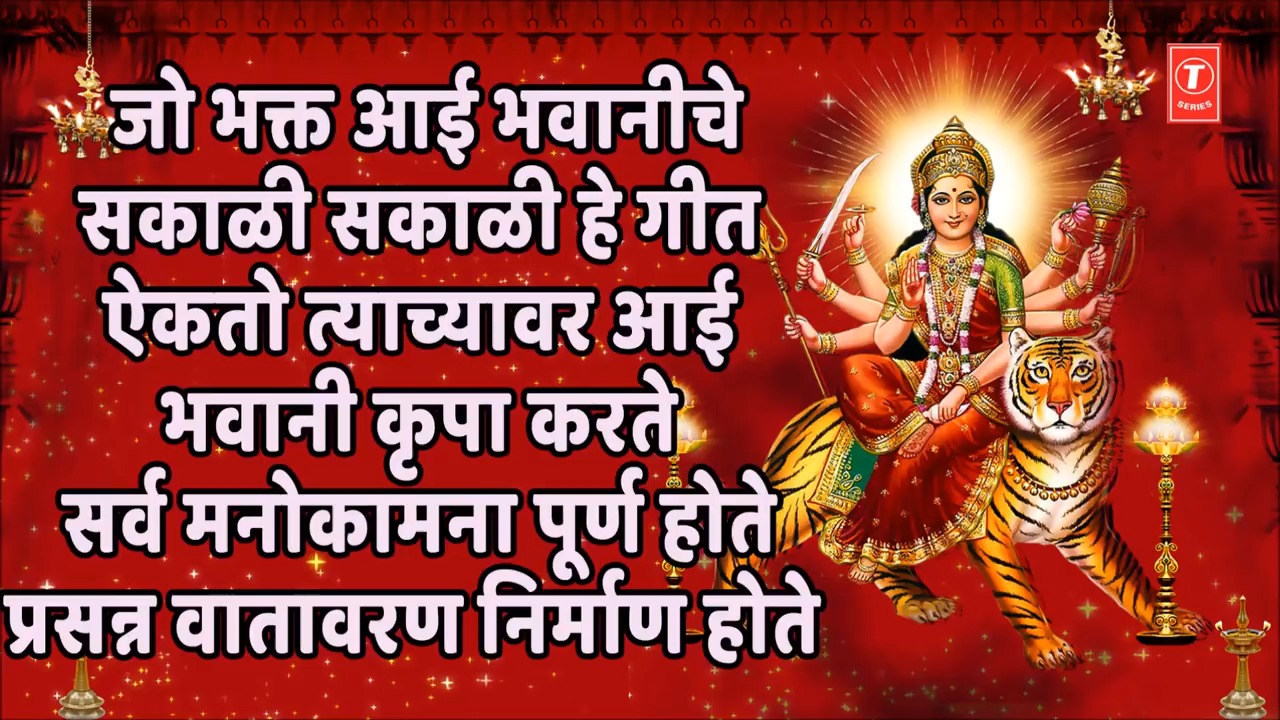 जो भक्त आई भवानीचे
सकाळी सकाळी हे गीत
ऐकतो त्याच्यावर आई
भवानी कृपा करते
सर्व मनोकामना पूर्ण होते
प्रसन्न वातावरण निर्माण होते
T
SERIES